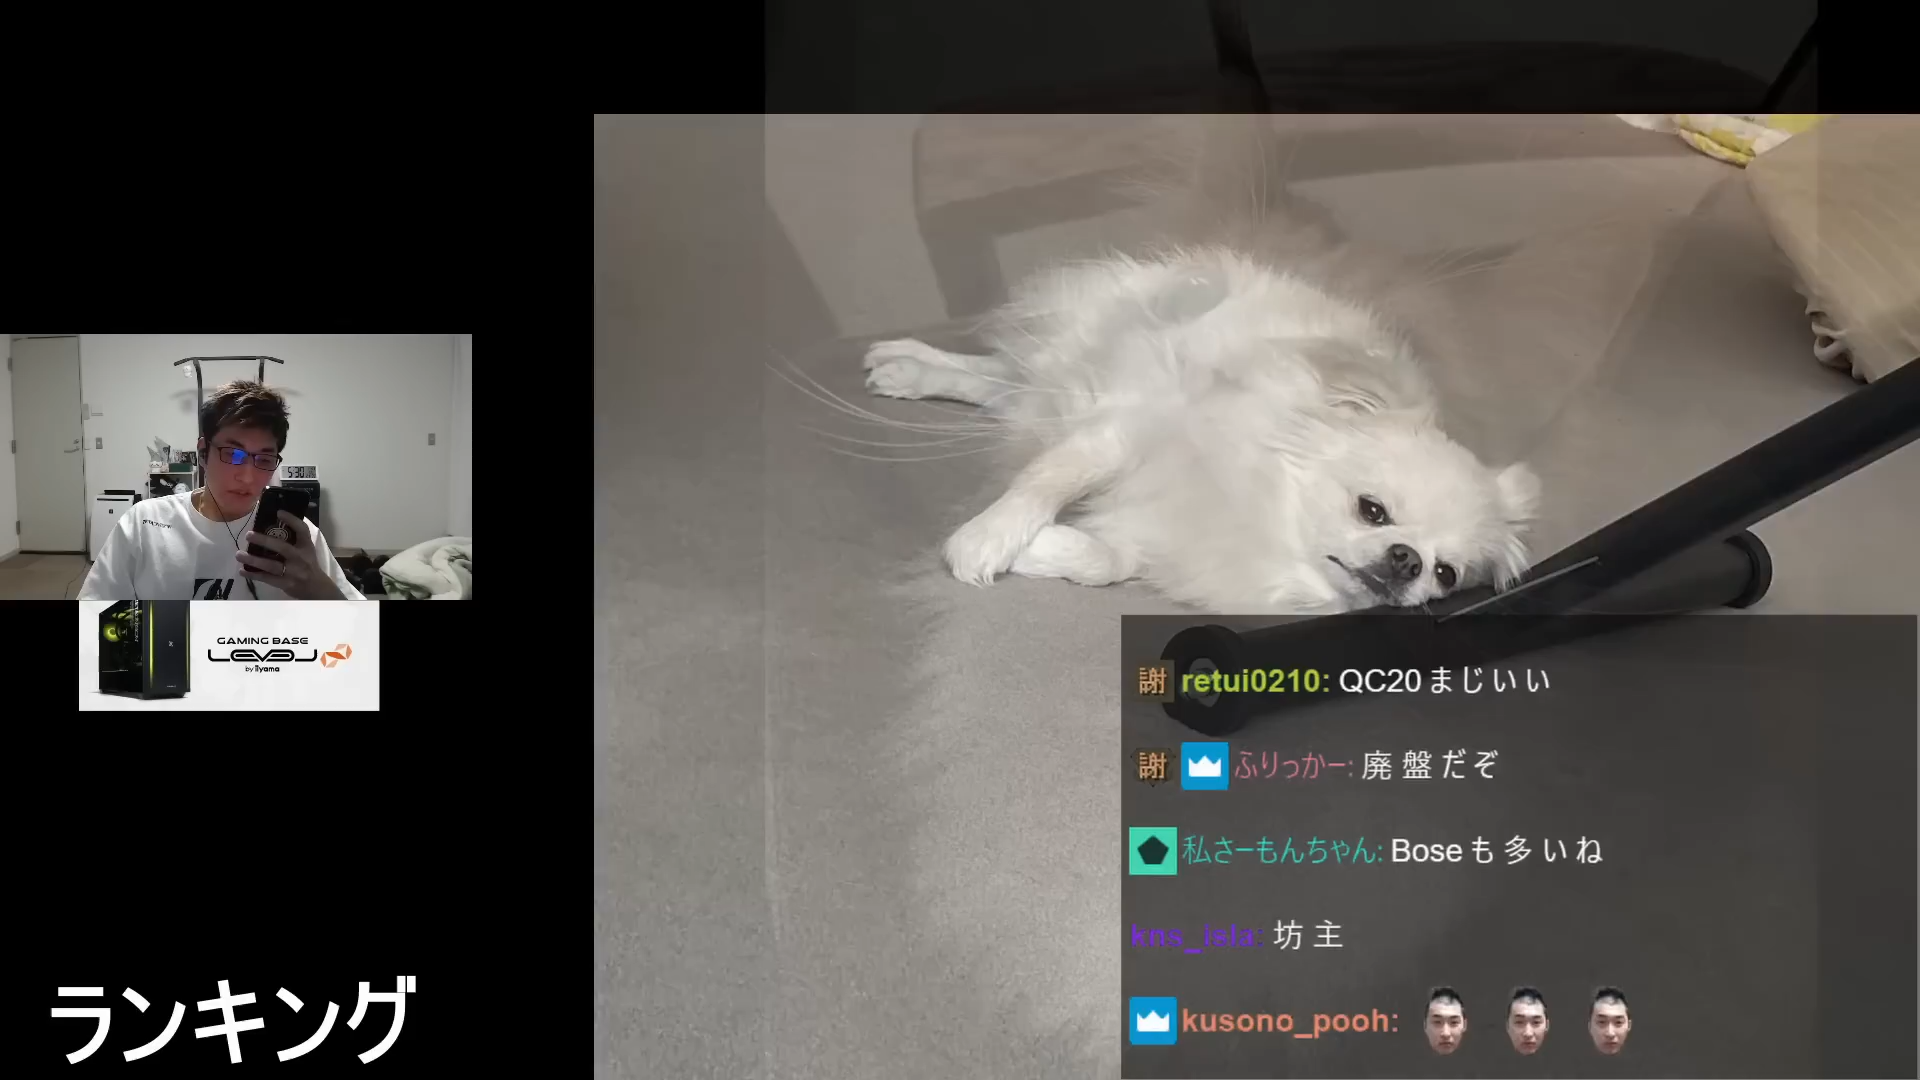 5:30
GAMING BASE
LEVEL
by iiyama
ランキング
謝 retui0210: QC20まじいい
謝 ふりっかー: 廃盤だぞ
私さーもんちゃん: Boseも多いね
kns_isla: 坊主
kusono_pooh: